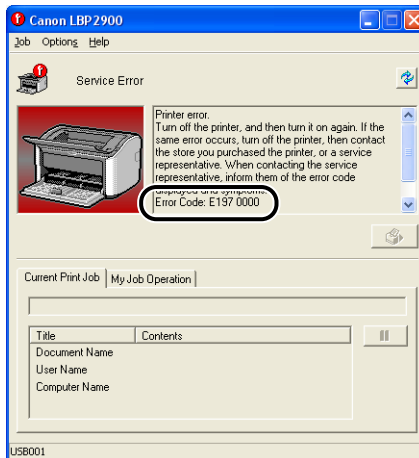 Canon LBP2900
Job Options Help
Service Error
Printer error.
Turn off the printer, and then turn it on again. If the
same error occurs, turn off the printer, then contact
the store you purchased the printer, or a service
representative. When contacting the service
representative, inform them of the error code
displayed and symptoms.
Error Code: E197 0000
Current Print Job My Job Operation
Title Contents
Document Name
User Name
Computer Name
USB001